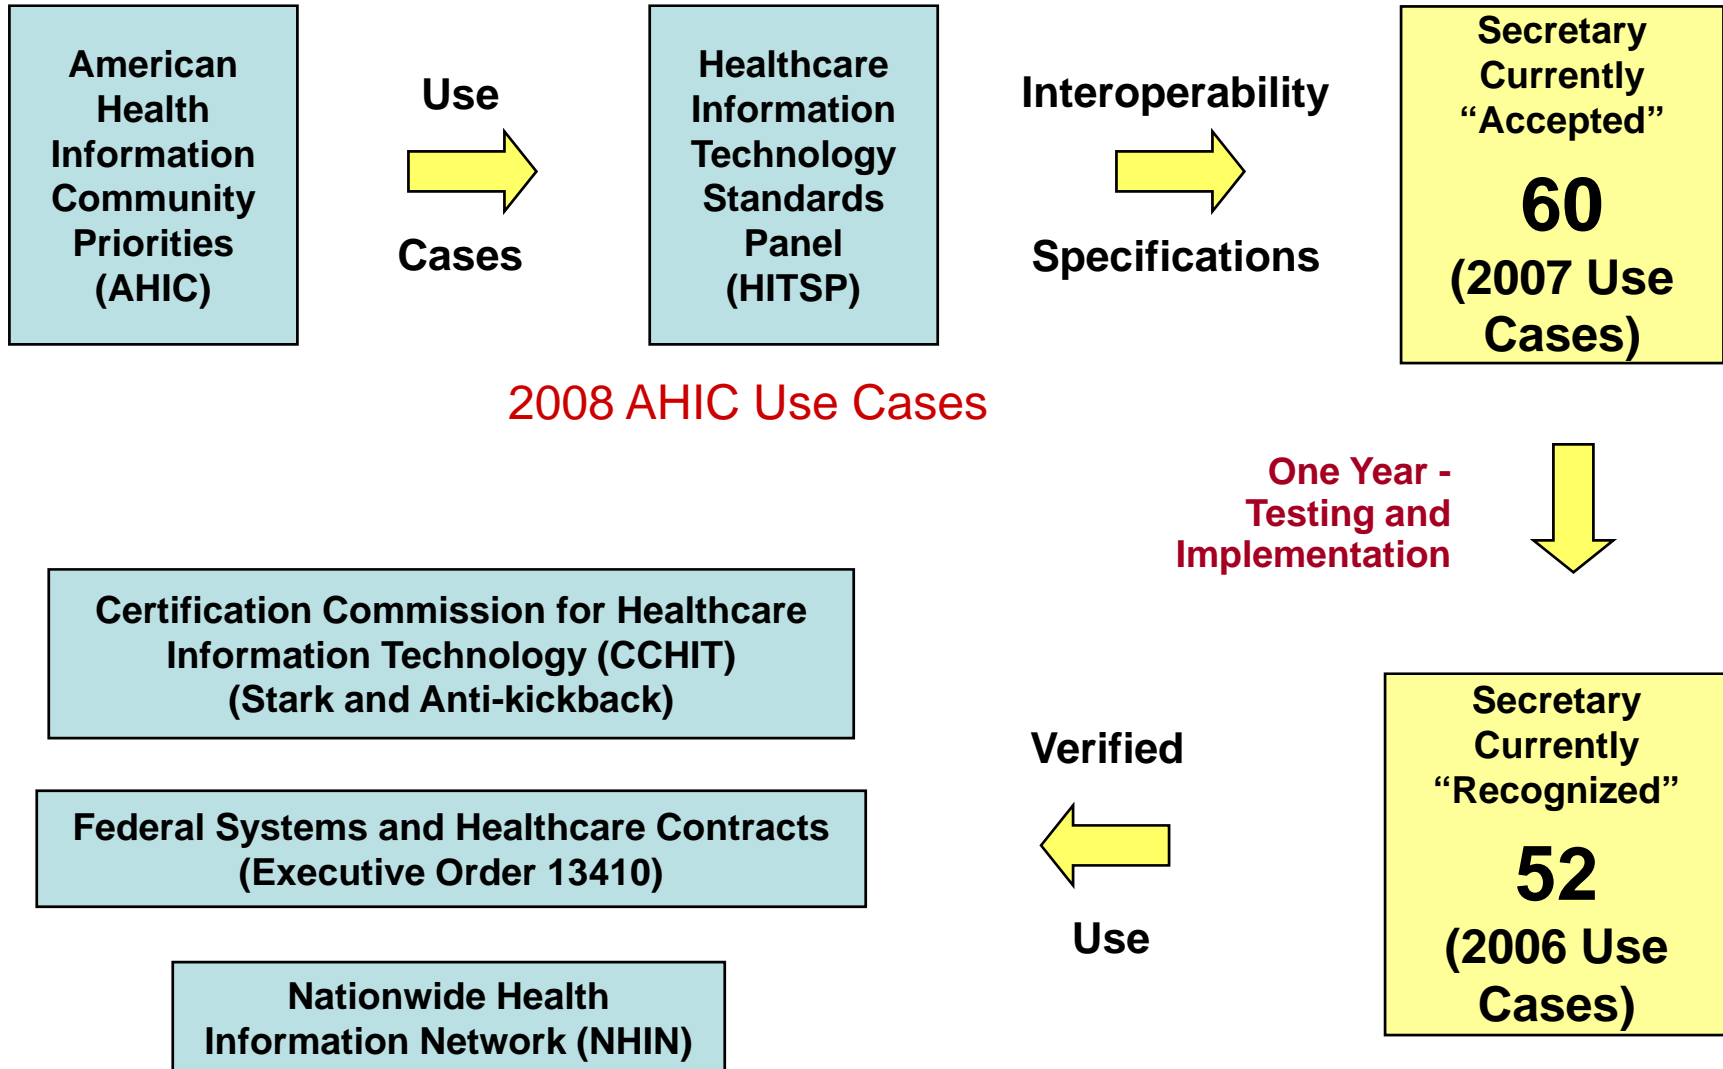 American
Health
Information
Community
Priorities
(AHIC)
Use
Cases
Healthcare
Information
Technology
Standards
Panel
(HITSP)
Interoperability
Specifications
Secretary
Currently
“Accepted”
60
(2007 Use
Cases)
2008 AHIC Use Cases
One Year -
Testing and
Implementation
Secretary
Currently
“Recognized”
52
(2006 Use
Cases)
Verified
Use
Certification Commission for Healthcare
Information Technology (CCHIT)
(Stark and Anti-kickback)
Federal Systems and Healthcare Contracts
(Executive Order 13410)
Nationwide Health
Information Network (NHIN)